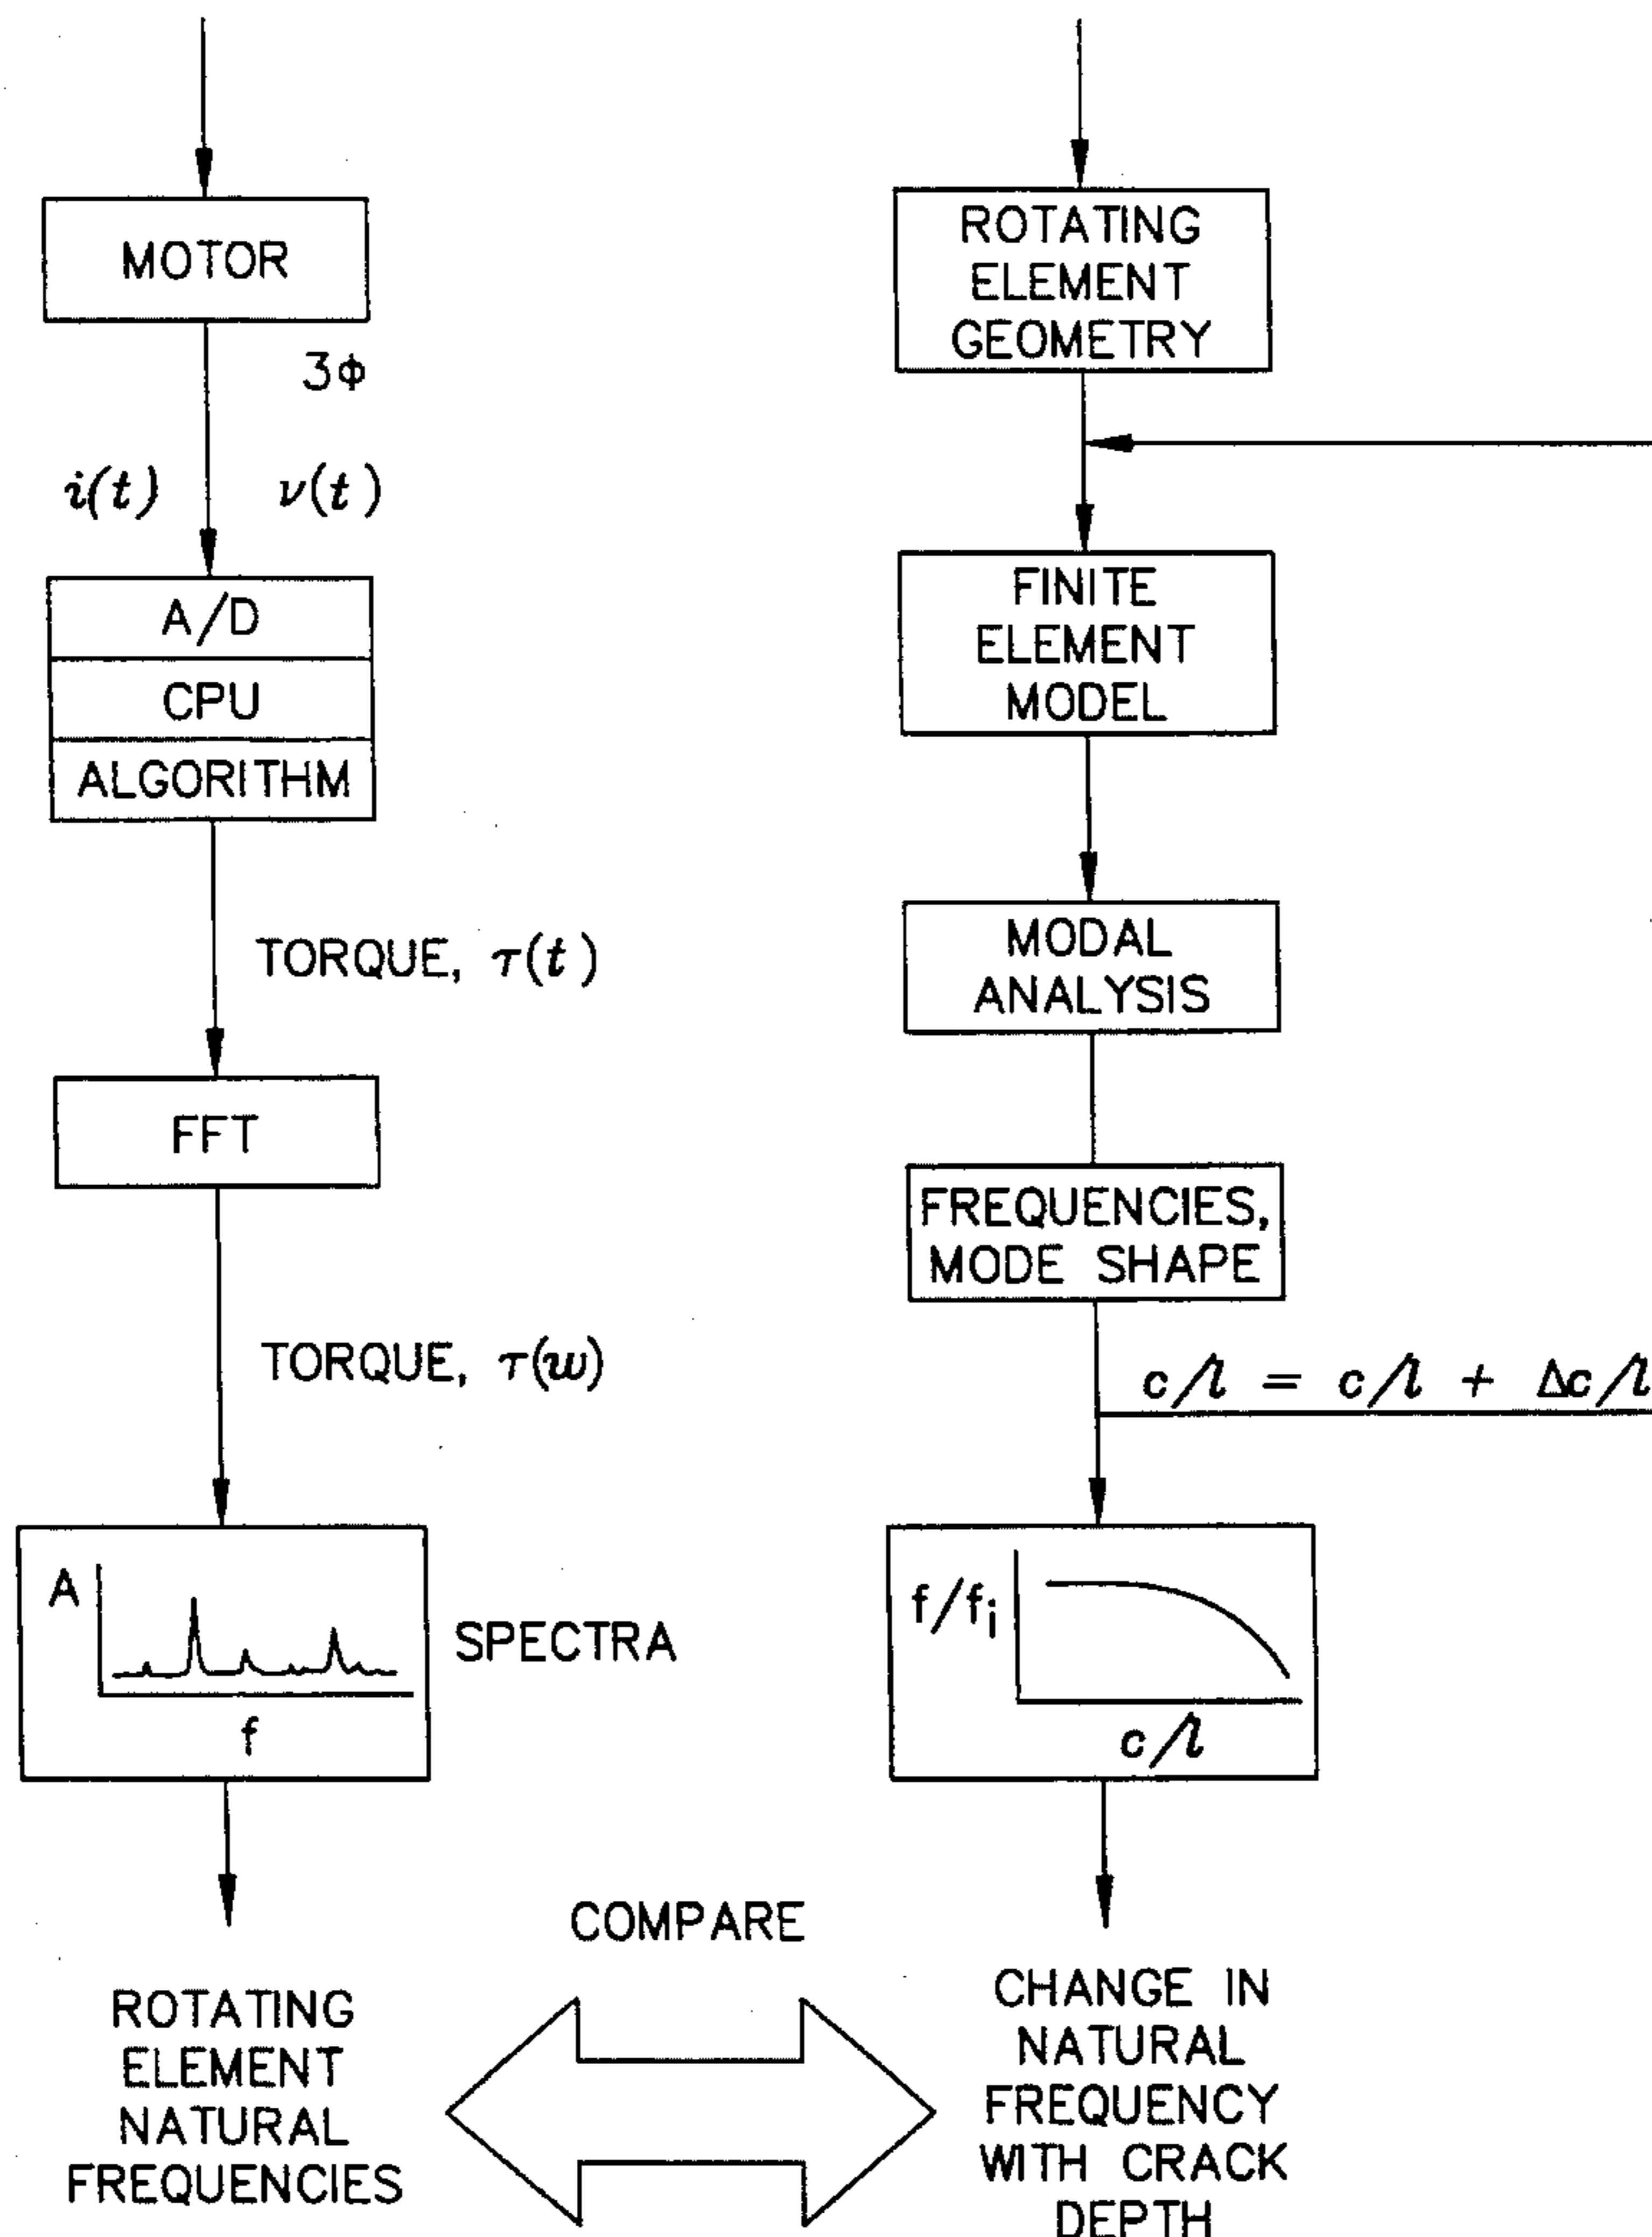 MOTOR
3Φ
i(t)
ν(t)
A/D
CPU
ALGORITHM
TORQUE, τ(t)
FFT
TORQUE, τ(w)
A
f
SPECTRA
ROTATING
ELEMENT
NATURAL
FREQUENCIES
COMPARE
ROTATING
ELEMENT
GEOMETRY
FINITE
ELEMENT
MODEL
MODAL
ANALYSIS
FREQUENCIES,
MODE SHAPE
c/l = c/l + Δc/l
f/fi
c/l
CHANGE IN
NATURAL
FREQUENCY
WITH CRACK
DEPTH